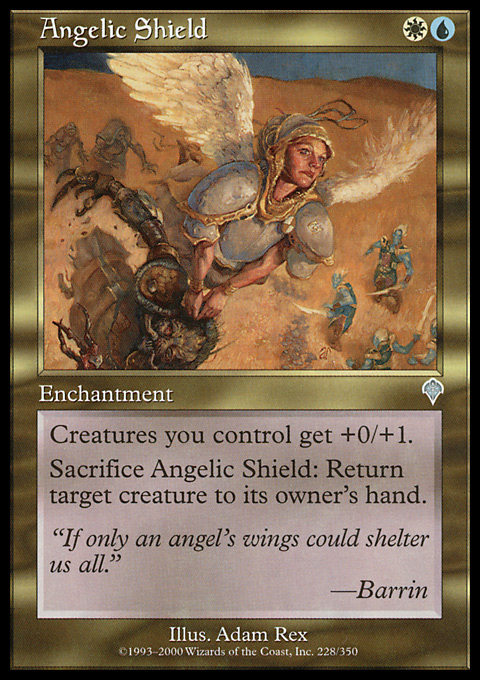 Angelic Shield
Enchantment
Creatures you control get +0/+1.
Sacrifice Angelic Shield: Return
target creature to its owner's hand.
“If only an angel's wings could shelter
us all.”
—Barrin
Illus. Adam Rex
©1993–2000 Wizards of the Coast, Inc. 228/350